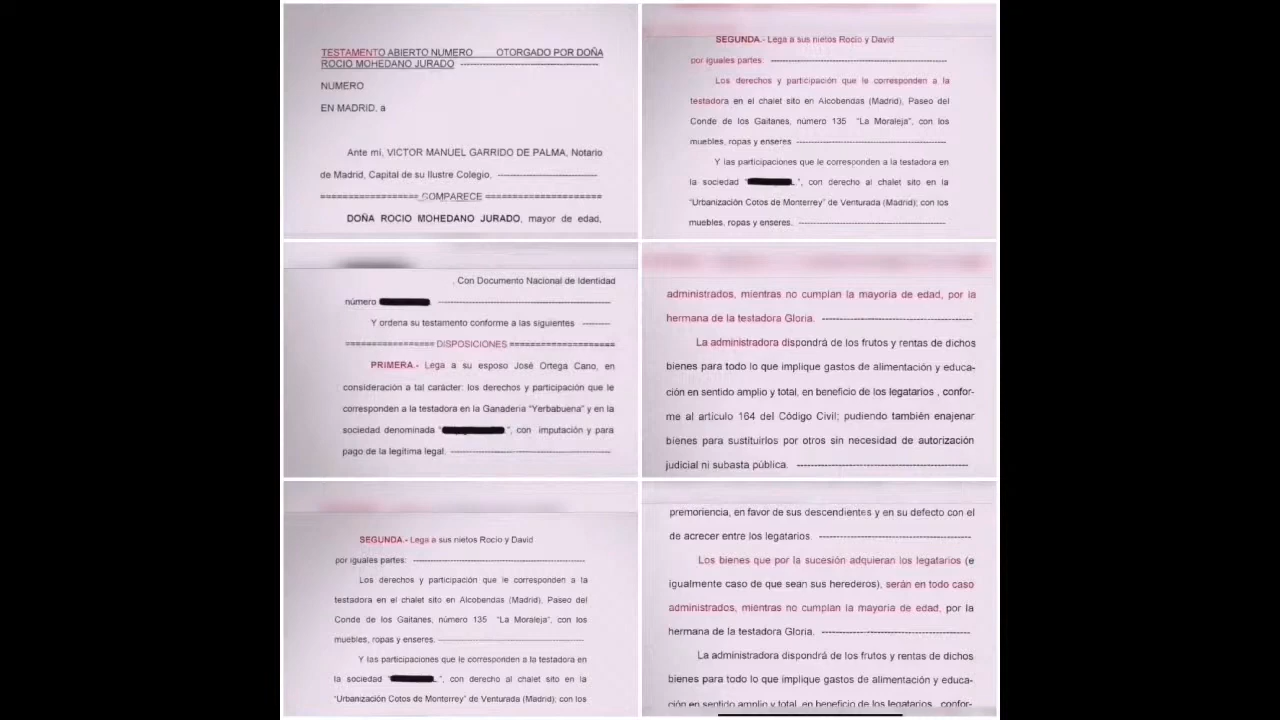 TESTAMENTO ABIERTO NUMERO OTORGADO POR DOÑA
ROCIO MOHEDANO JURADO
NUMERO
EN MADRID, a
Ante mi, VICTOR MANUEL GARRIDO DE PALMA, Notario
de Madrid, Capital de su Ilustre Colegio,
COMPARECE
DOÑA ROCIO MOHEDANO JURADO, mayor de edad,
SEGUNDA.- Lega a sus nietos Rocio y David
por iguales partes:
Los derechos y participación que le corresponden a la
testadora en el chalet sito en Alcobendas (Madrid), Paseo del
Conde de los Gaitanes, número 135 "La Moraleja", con los
muebles, ropas y enseres
Y las participaciones que le corresponden a la testadora en
la sociedad " ", con derecho al chalet sito en la
"Urbanización Cotos de Monterrey" de Venturada (Madrid); con los
muebles, ropas y enseres.
, Con Documento Nacional de Identidad
número
Y ordena su testamento conforme a las siguientes
DISPOSICIONES
PRIMERA.- Lega a su esposo José Ortega Cano, en
consideración a tal carácter: los derechos y participación que le
corresponden a la testadora en la Ganadería "Yerbabuena" y en la
sociedad denominada " ", con imputación y para
pago de la legítima legal.
administrados, mientras no cumplan la mayoría de edad, por la
hermana de la testadora Gloria.
La administradora dispondrá de los frutos y rentas de dichos
bienes para todo lo que implique gastos de alimentación y educa-
ción en sentido amplio y total, en beneficio de los legatarios , confor-
me al artículo 164 del Código Civil; pudiendo también enajenar
bienes para sustituirlos por otros sin necesidad de autorización
judicial ni subasta pública.
SEGUNDA.- Lega a sus nietos Rocio y David
por iguales partes:
Los derechos y participación que le corresponden a la
testadora en el chalet sito en Alcobendas (Madrid), Paseo del
Conde de los Gaitanes, número 135 "La Moraleja", con los
muebles, ropas y enseres.
Y las participaciones que le corresponden a la testadora en
la sociedad " ", con derecho al chalet sito en la
"Urbanización Cotos de Monterrey" de Venturada (Madrid); con los
premoriencia, en favor de sus descendientes y en su defecto con el
de acrecer entre los legatarios.
Los bienes que por la sucesión adquieran los legatarios (e
igualmente caso de que sean sus herederos), serán en todo caso
administrados, mientras no cumplan la mayoría de edad, por la
hermana de la testadora Gloria.
La administradora dispondrá de los frutos y rentas de dichos
bienes para todo lo que implique gastos de alimentación y educa-
ción en sentido amplio y total, en beneficio de los legatarios , confor-